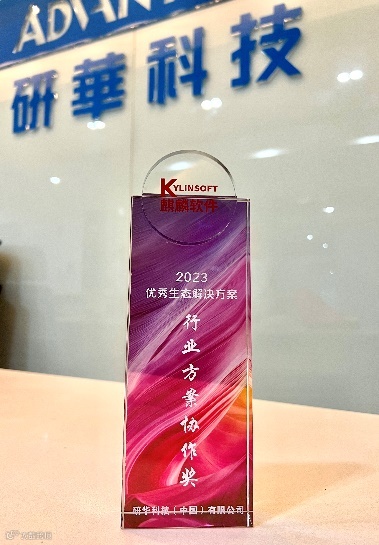 ADVAN
研華科技
KYLINSOFT
麒麟软件
2023
优秀生态解决方案
行业方案协作奖
研华科技（中国）有限公司